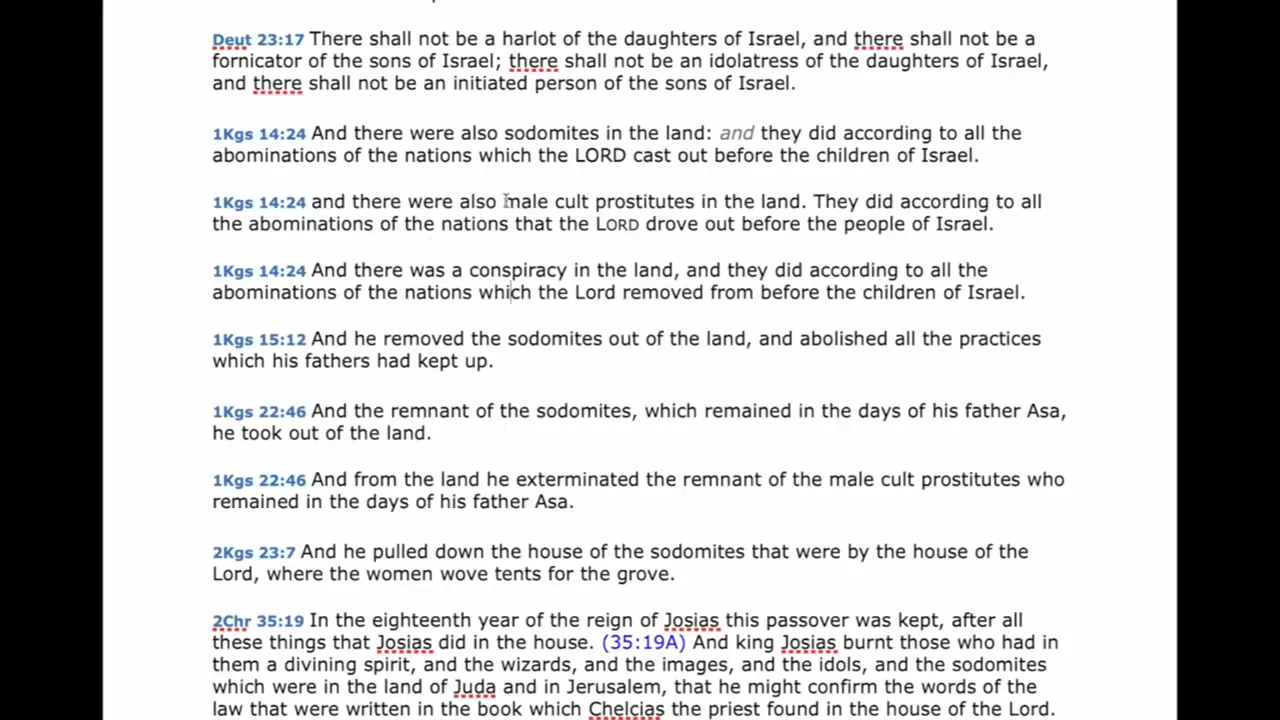 Deut 23:17 There shall not be a harlot of the daughters of Israel, and there shall not be a
fornicator of the sons of Israel; there shall not be an idolatress of the daughters of Israel,
and there shall not be an initiated person of the sons of Israel.
1Kgs 14:24 And there were also sodomites in the land: and they did according to all the
abominations of the nations which the LORD cast out before the children of Israel.
1Kgs 14:24 and there were also male cult prostitutes in the land. They did according to all
the abominations of the nations that the LORD drove out before the people of Israel.
1Kgs 14:24 And there was a conspiracy in the land, and they did according to all the
abominations of the nations which the Lord removed from before the children of Israel.
1Kgs 15:12 And he removed the sodomites out of the land, and abolished all the practices
which his fathers had kept up.
1Kgs 22:46 And the remnant of the sodomites, which remained in the days of his father Asa,
he took out of the land.
1Kgs 22:46 And from the land he exterminated the remnant of the male cult prostitutes who
remained in the days of his father Asa.
2Kgs 23:7 And he pulled down the house of the sodomites that were by the house of the
Lord, where the women wove tents for the grove.
2Chr 35:19 In the eighteenth year of the reign of Josias this passover was kept, after all
these things that Josias did in the house. (35:19A) And king Josias burnt those who had in
them a divining spirit, and the wizards, and the images, and the idols, and the sodomites
which were in the land of Juda and in Jerusalem, that he might confirm the words of the
law that were written in the book which Chelcias the priest found in the house of the Lord.